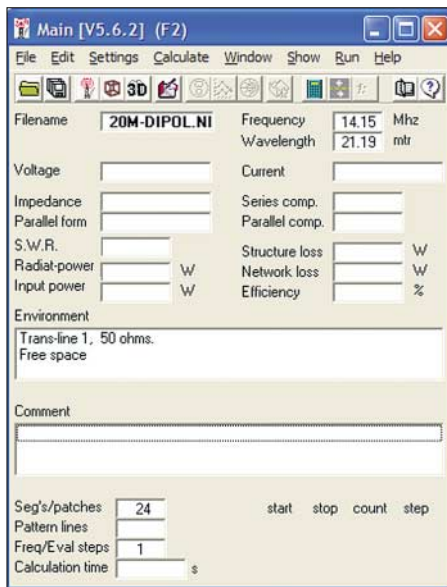 Main [V5.6.2] (F2)
File Edit Settings Calculate Window Show Run Help
3D
Filename 20M-DIPOL.NI Frequency 14.15 Mhz
Wavelength 21.19 mtr
Voltage Current
Impedance Series comp.
Parallel form Parallel comp.
S.W.R. Structure loss W
Radiat-power W Network loss W
Input power W Efficiency %
Environment
Trans-line 1, 50 ohms.
Free space
Comment
Seg's/patches 24 start stop count step
Pattern lines
Freq/Eval steps 1
Calculation time s